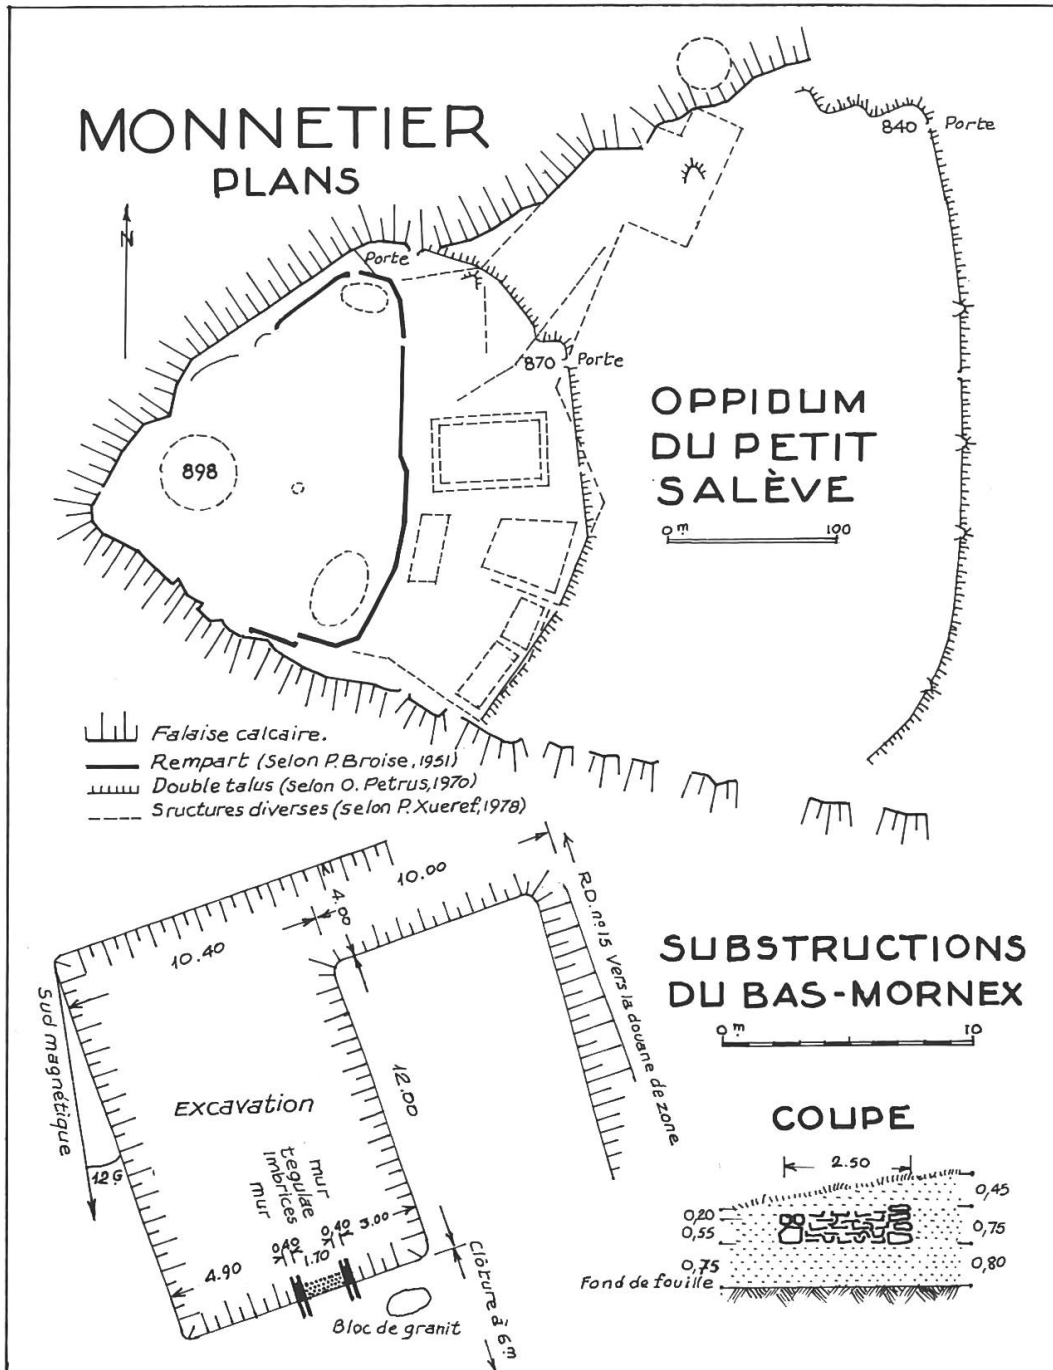 MONNETIER
PLANS
N
Porte
840
Porte
870
Porte
898
OPPIDUM
DU PETIT
SALÈVE
0 m. 100
Falaise calcaire.
Rempart (Selon P. Broise, 1951)
Double talus (selon O. Petrus, 1970)
Sructures diverses (selon P. Xueref, 1978)
10.00
4.00
10.40
R.D. nº 15 vers la douane de zone
Sud magnétique
12 G
Excavation
12.00
mur
tegulae
imbrices
mur
0,40
1.70
0,40
3.00
4.90
Bloc de granit
Clôture à 6 m
SUBSTRUCTIONS
DU BAS-MORNEX
0 m. 10
COUPE
2.50
0,45
0,20
0,55
0,75
0,75
0,80
Fond de fouille